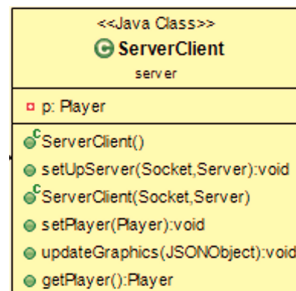 <<Java Class>>
ServerClient
server
p: Player
ServerClient()
setUpServer(Socket,Server):void
ServerClient(Socket,Server)
setPlayer(Player):void
updateGraphics(JSONObject):void
getPlayer():Player